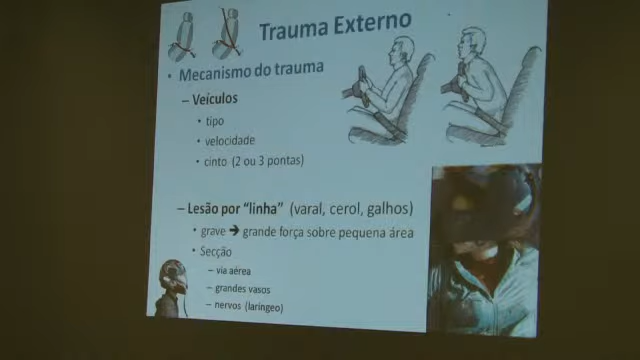 Trauma Externo
• Mecanismo do trauma
– Veículos
• tipo
• velocidade
• cinto (2 ou 3 pontas)
– Lesão por “linha” (varal, cerol, galhos)
• grave → grande força sobre pequena área
• Secção
– via aérea
– grandes vasos
– nervos (laríngeo)